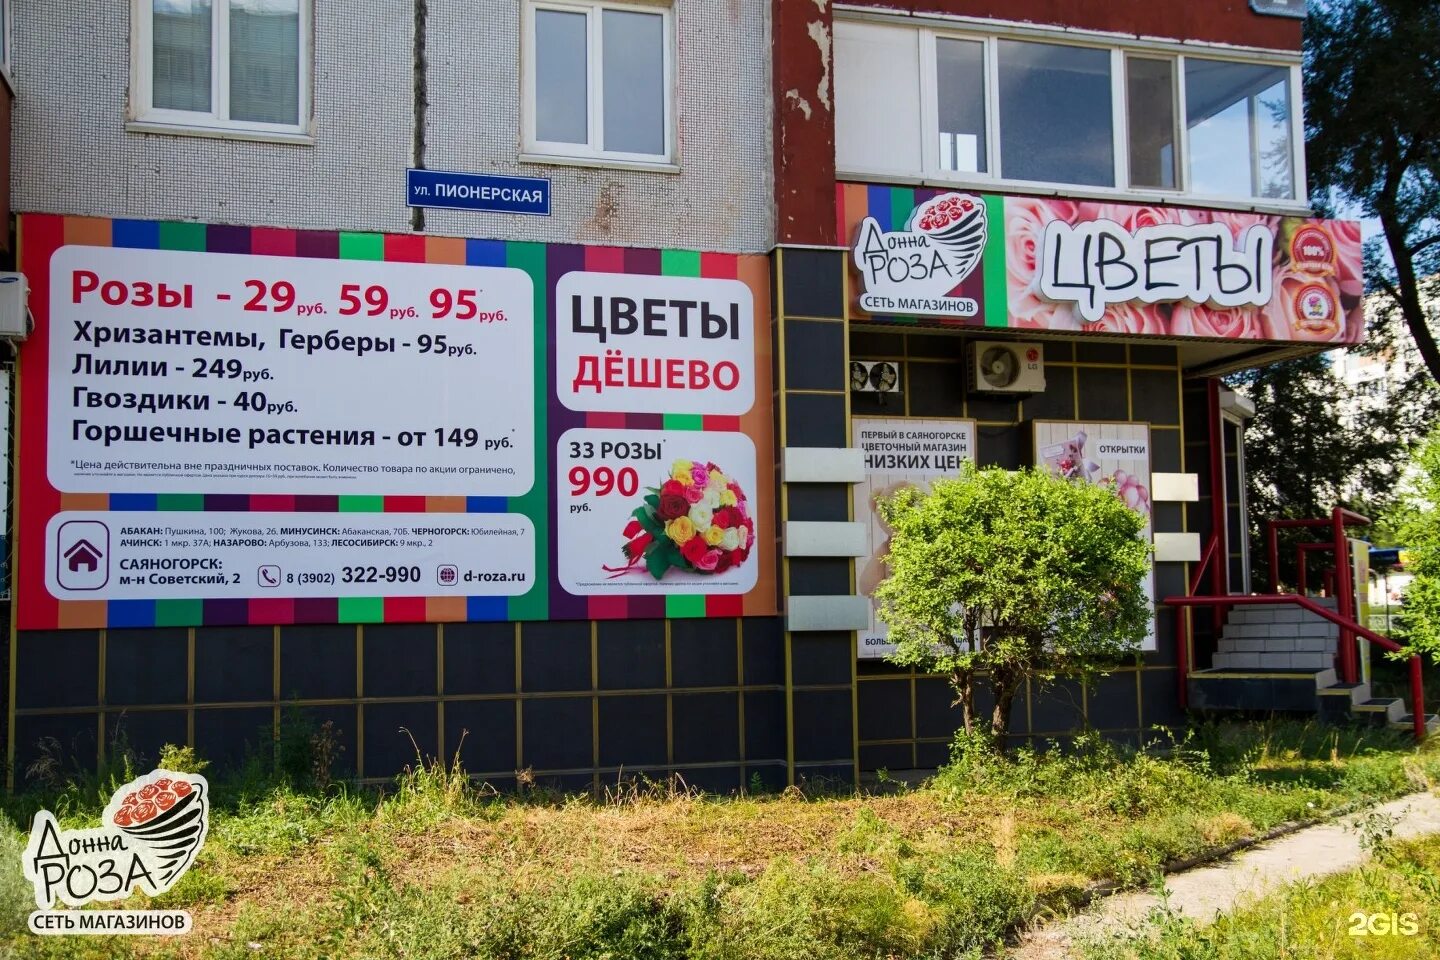 ул. ПИОНЕРСКАЯ
Розы - 29руб. 59руб. 95*руб.
Хризантемы, Герберы - 95руб.
Лилии - 249руб.
Гвоздики - 40руб.
Горшечные растения - от 149 руб.*
*Цена действительна вне праздничных поставок. Количество товара по акции ограничено,
ЦВЕТЫ
ДЁШЕВО
33 РОЗЫ*
990
руб.
АБАКАН: Пушкина, 100; Жукова, 26. МИНУСИНСК: Абаканская, 70Б. ЧЕРНОГОРСК: Юбилейная, 7
АЧИНСК: 1 мкр. 37А; НАЗАРОВО: Арбузова, 133; ЛЕСОСИБИРСК: 9 мкр., 2
САЯНОГОРСК:
м-н Советский, 2
8 (3902) 322-990
d-roza.ru
Донна
РОЗА
СЕТЬ МАГАЗИНОВ
ЦВЕТЫ
100%
LG
ПЕРВЫЙ В САЯНОГОРСКЕ
ЦВЕТОЧНЫЙ МАГАЗИН
НИЗКИХ ЦЕН
ОТКРЫТКИ
Донна
РОЗА
СЕТЬ МАГАЗИНОВ
2GIS